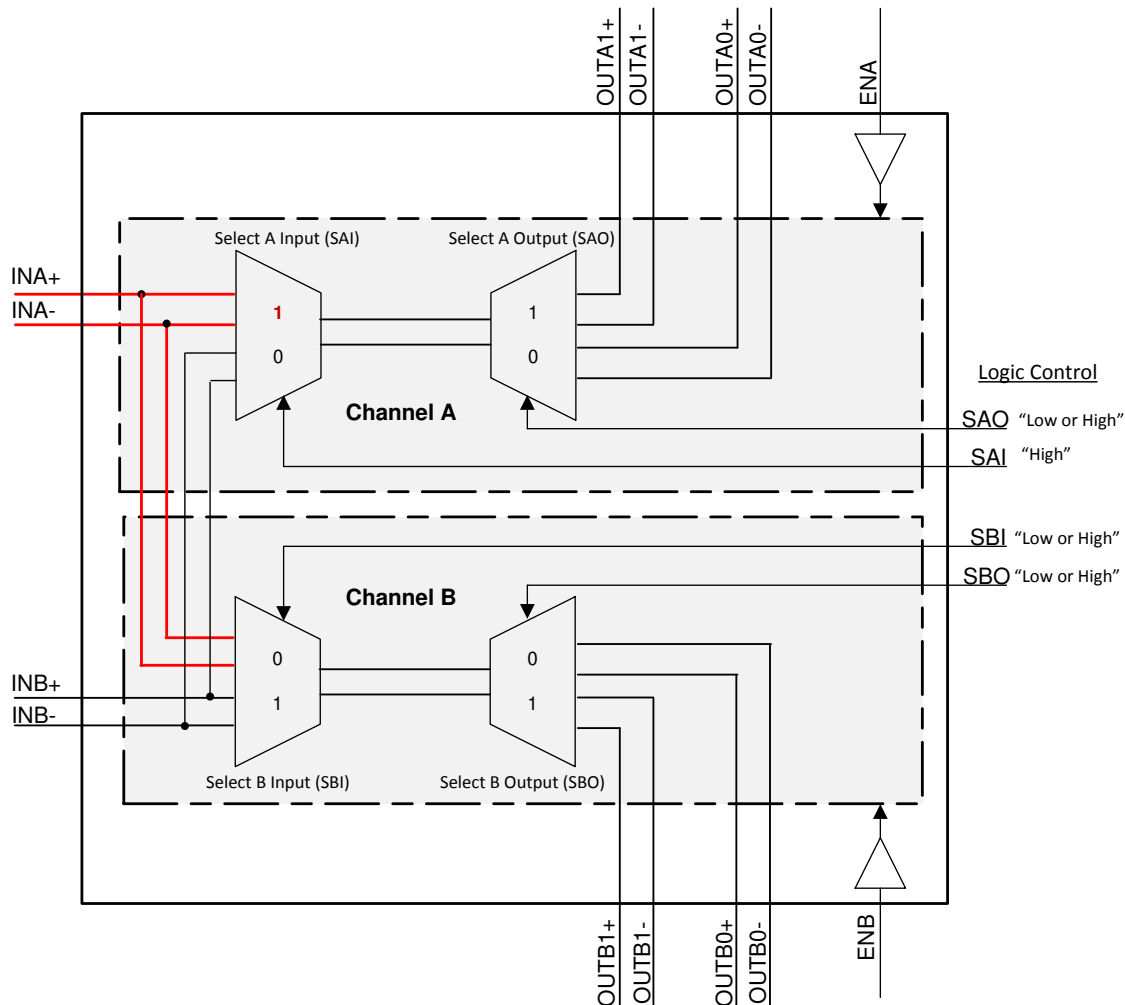 OUTA1+
OUTA1-
OUTA0+
OUTA0-
ENA
Select A Input (SAI)
Select A Output (SAO)
INA+
INA-
1
0
1
0
Channel A
Logic Control
SAO "Low or High"
SAI "High"
SBI "Low or High"
SBO "Low or High"
Channel B
0
1
0
1
INB+
INB-
Select B Input (SBI)
Select B Output (SBO)
OUTB1+
OUTB1-
OUTB0+
OUTB0-
ENB